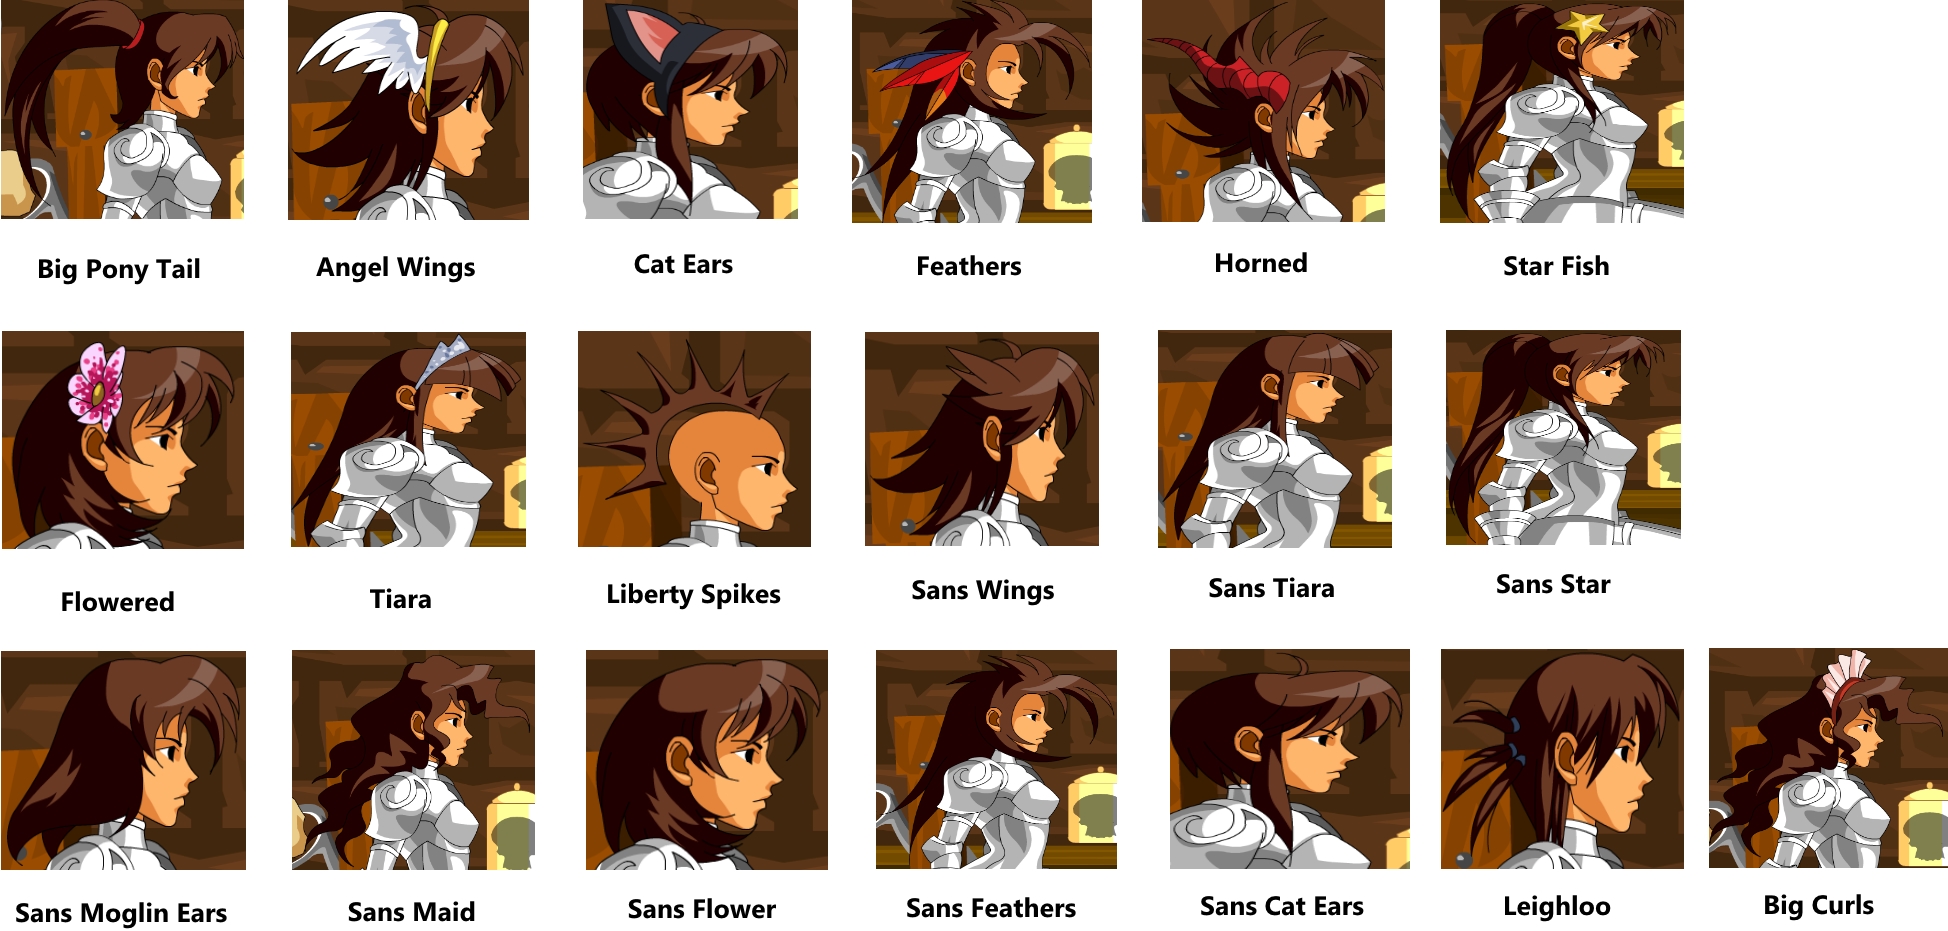 Big Pony Tail
Angel Wings
Cat Ears
Feathers
Horned
Star Fish
Flowered
Tiara
Liberty Spikes
Sans Wings
Sans Tiara
Sans Star
Sans Moglin Ears
Sans Maid
Sans Flower
Sans Feathers
Sans Cat Ears
Leighloo
Big Curls